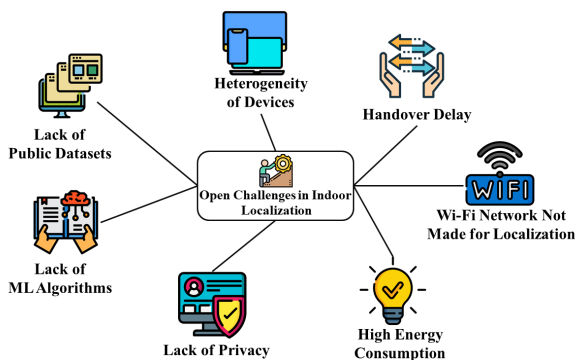 Heterogeneity
of Devices
Handover Delay
Lack of
Public Datasets
Open Challenges in Indoor
Localization
WIFI
Wi-Fi Network Not
Made for Localization
Lack of
ML Algorithms
Lack of Privacy
High Energy
Consumption